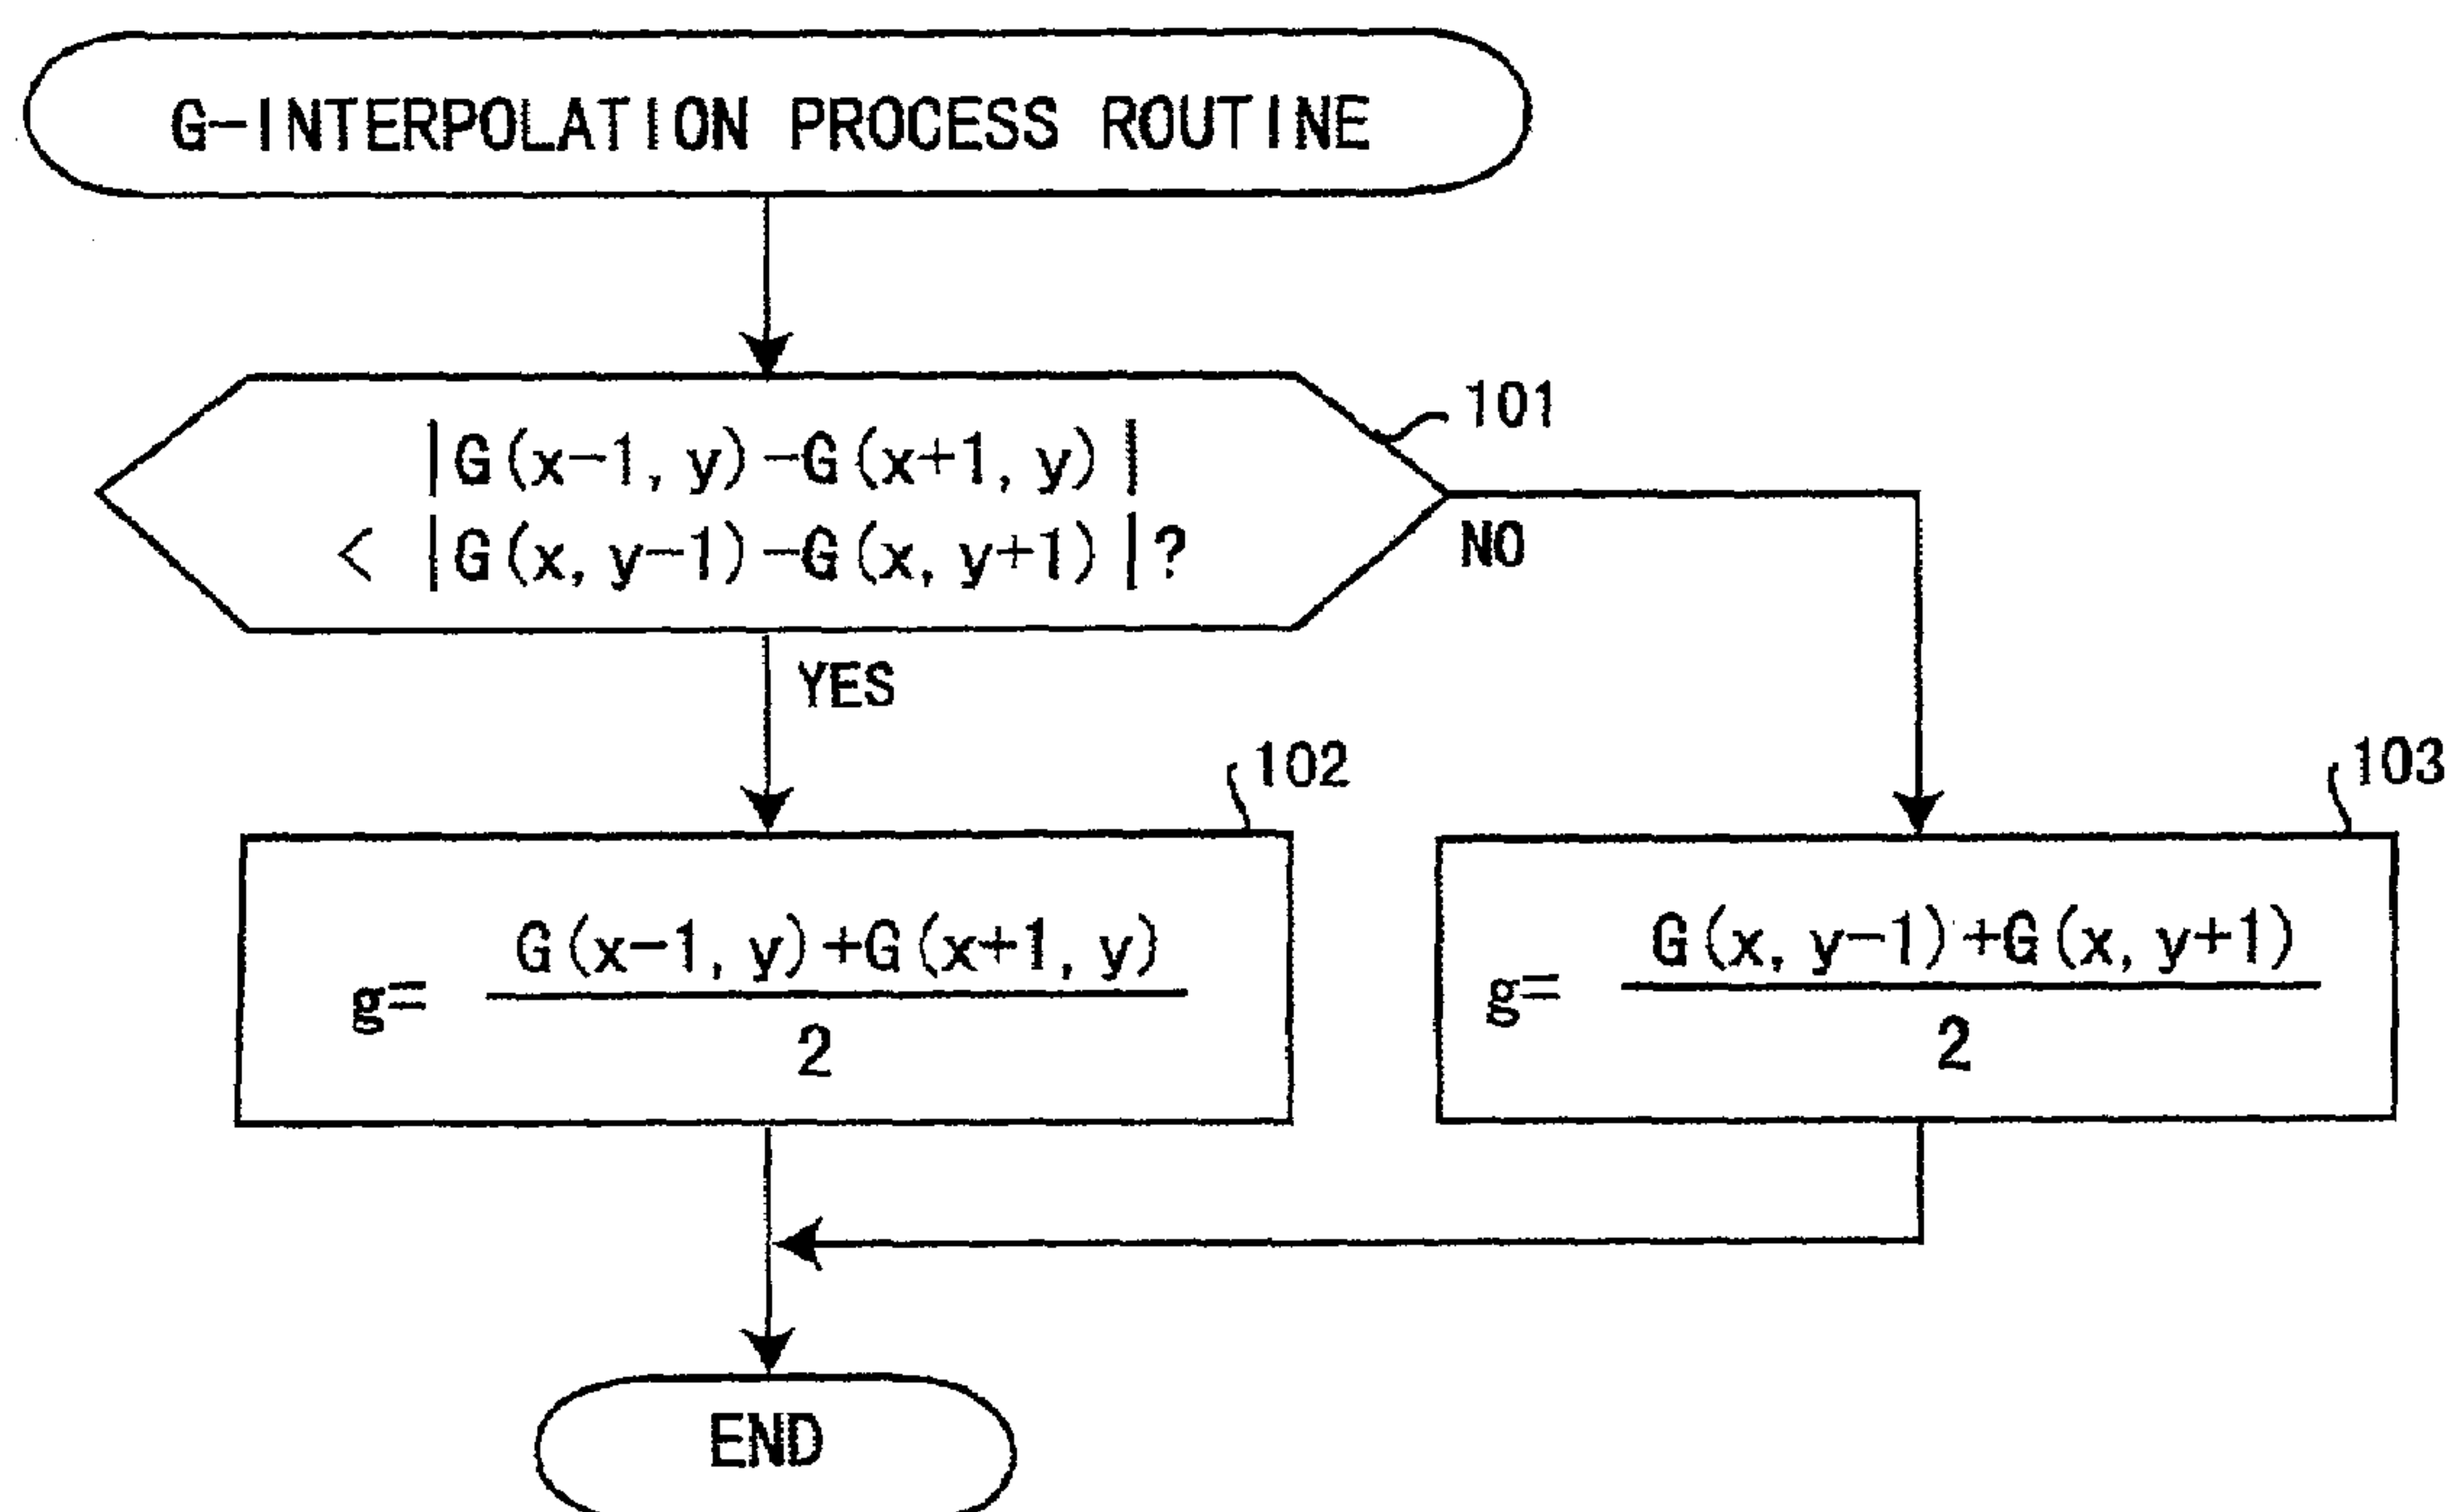 G-INTERPOLATION PROCESS ROUTINE
101
|G(x-1, y)-G(x+1, y)|
< |G(x, y-1)-G(x, y+1)|?
NO
YES
102
103
g= G(x-1, y)+G(x+1, y)
2
g= G(x, y-1)+G(x, y+1)
2
END